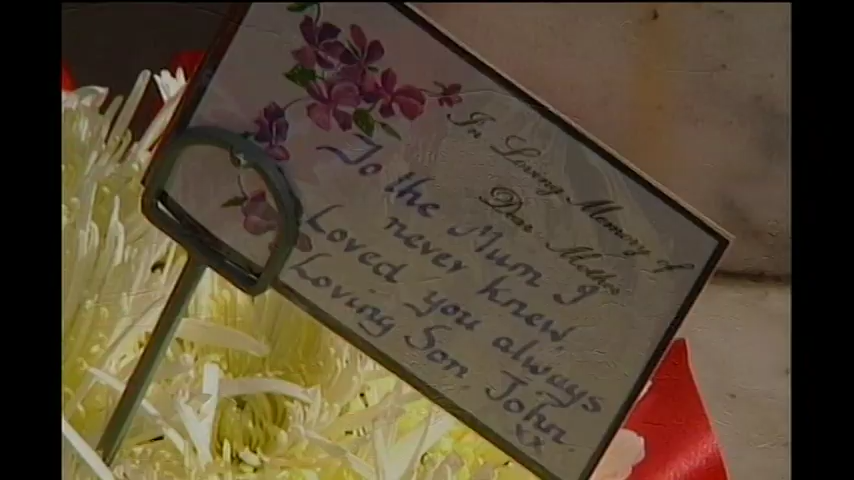 In Loving Memory of
Dear Mother
To the Mum I
never knew.
Loved you always
Loving Son John
xx